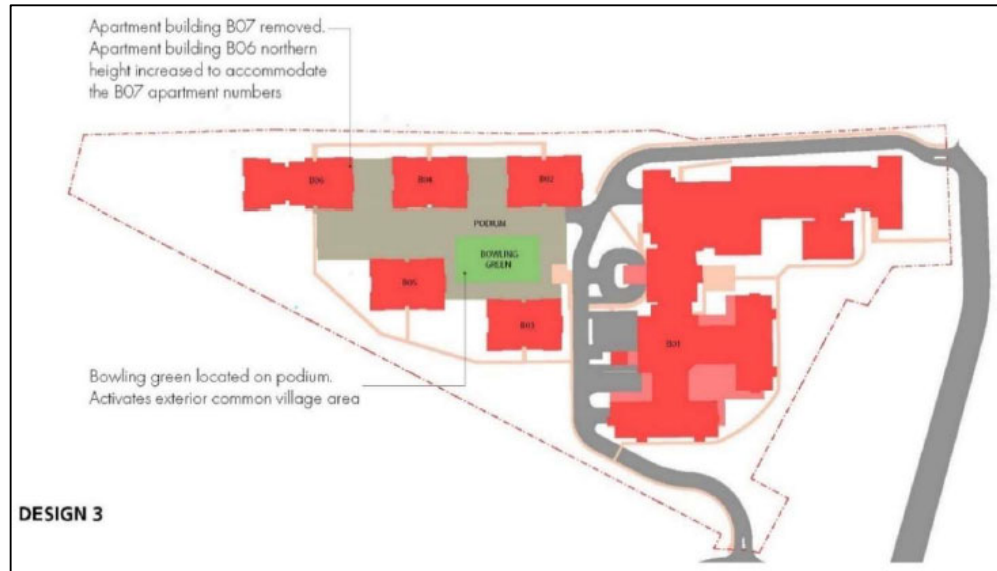 Apartment building B07 removed.
Apartment building B06 northern
height increased to accommodate
the B07 apartment numbers
B06
B04
B02
PODIUM
BOWLING
GREEN
B05
B03
B01
Bowling green located on podium.
Activates exterior common village area
DESIGN 3